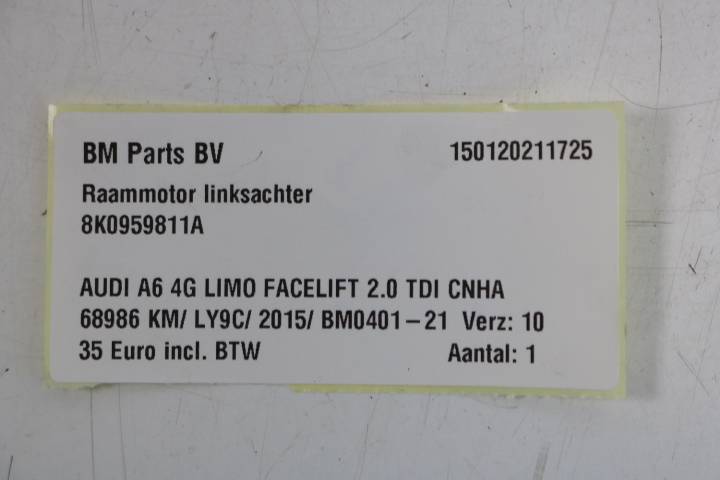 BM Parts BV 150120211725
Raammotor linksachter
8K0959811A
AUDI A6 4G LIMO FACELIFT 2.0 TDI CNHA
68986 KM/ LY9C/ 2015/ BM0401-21 Verz: 10
35 Euro incl. BTW Aantal: 1